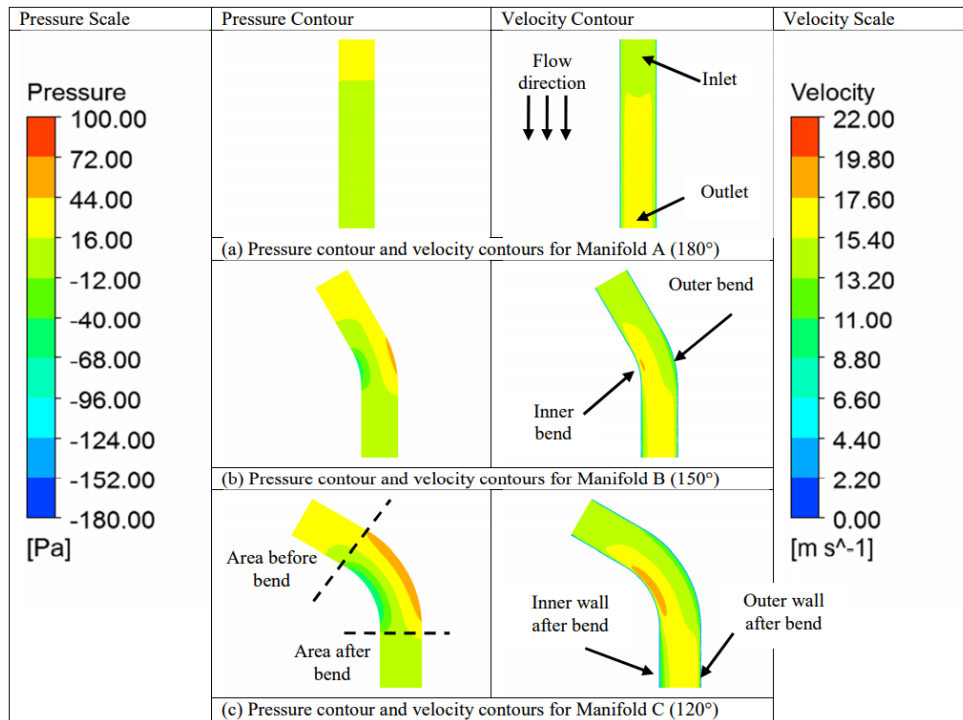 Pressure Scale
Pressure Contour
Velocity Contour
Velocity Scale
Pressure
100.00
72.00
44.00
16.00
-12.00
-40.00
-68.00
-96.00
-124.00
-152.00
-180.00
[Pa]
Flow
direction
Inlet
Outlet
Velocity
22.00
19.80
17.60
15.40
13.20
11.00
8.80
6.60
4.40
2.20
0.00
[m s^-1]
(a) Pressure contour and velocity contours for Manifold A (180°)
Outer bend
Inner
bend
(b) Pressure contour and velocity contours for Manifold B (150°)
Area before
bend
Area after
bend
Inner wall
after bend
Outer wall
after bend
(c) Pressure contour and velocity contours for Manifold C (120°)